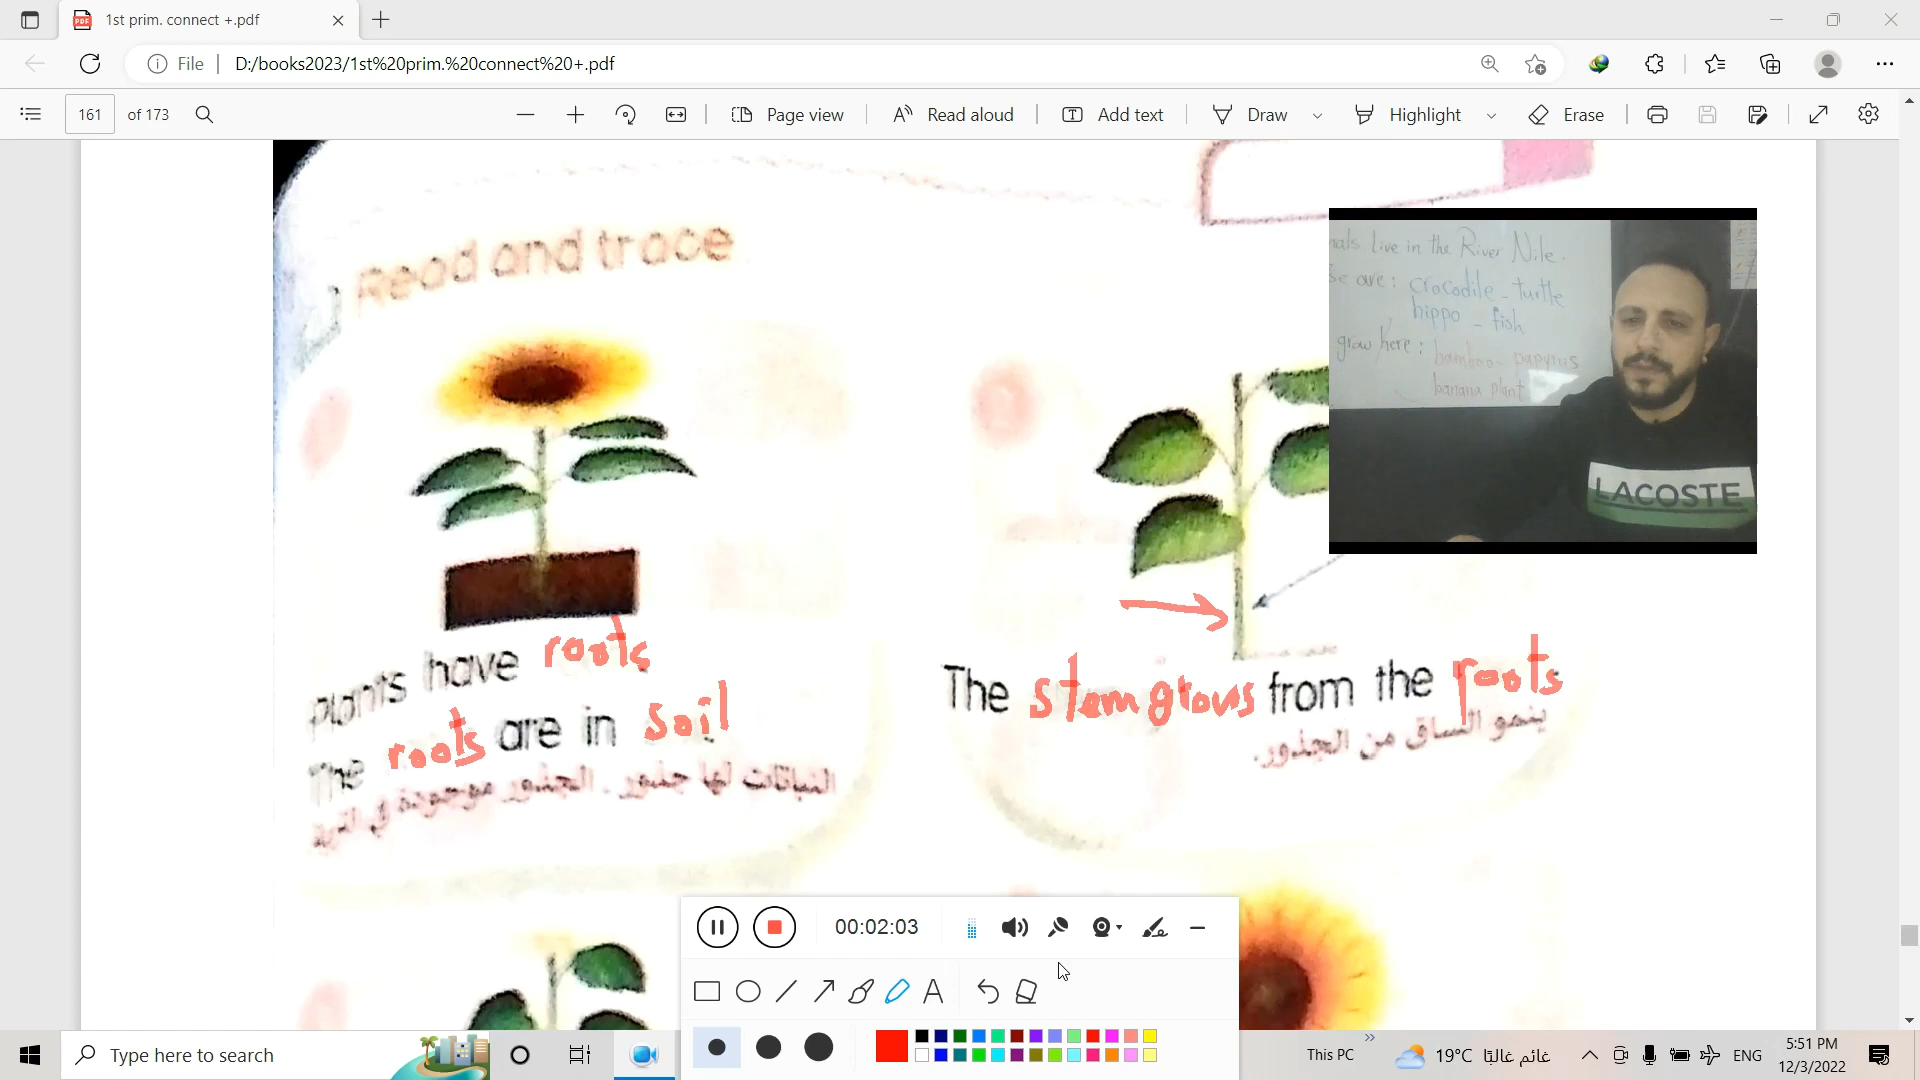 1st prim. connect +.pdf
File
D:/books2023/1st%20prim.%20connect%20+.pdf
161 of 173
Page view
Read aloud
Add text
Draw
Highlight
Erase
Read and trace
Plants have roots
The roots are in soil
النباتات لها جذور . الجذور موجودة في التربة
The stem grows from the roots
ينمو الساق من الجذور.
live in the River Nile.
are : crocodile - turtle
hippo - fish
grow here : bamboo - papyrus
banana plant
LACOSTE
00:02:03
A
Type here to search
This PC
19°C غائم غالبًا
ENG
5:51 PM
12/3/2022